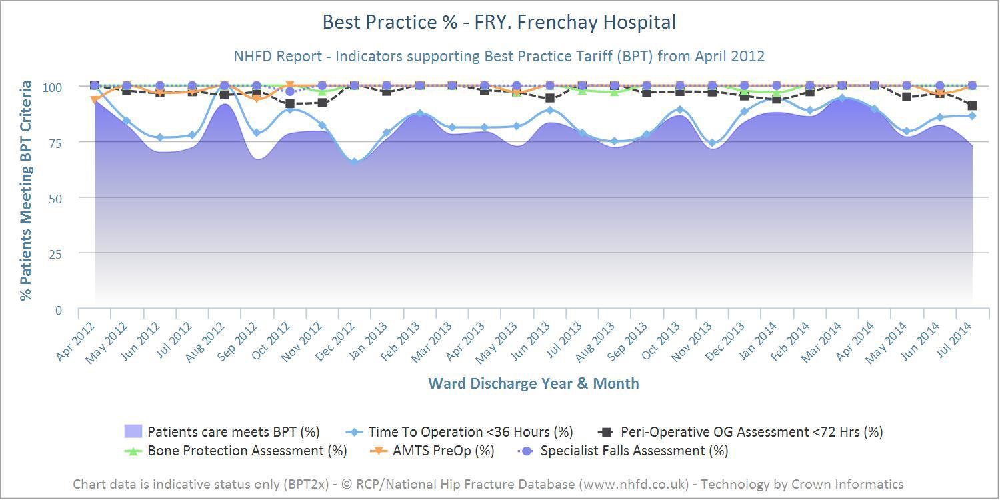 Best Practice % - FRY. Frenchay Hospital
NHFD Report - Indicators supporting Best Practice Tariff (BPT) from April 2012
% Patients Meeting BPT Criteria
100
75
50
25
0
Apr 2012
May 2012
Jun 2012
Jul 2012
Aug 2012
Sep 2012
Oct 2012
Nov 2012
Dec 2012
Jan 2013
Feb 2013
Mar 2013
Apr 2013
May 2013
Jun 2013
Jul 2013
Aug 2013
Sep 2013
Oct 2013
Nov 2013
Dec 2013
Jan 2014
Feb 2014
Mar 2014
Apr 2014
May 2014
Jun 2014
Jul 2014
Ward Discharge Year & Month
Patients care meets BPT (%) Time To Operation <36 Hours (%) Peri-Operative OG Assessment <72 Hrs (%)
Bone Protection Assessment (%) AMTS PreOp (%) Specialist Falls Assessment (%)
Chart data is indicative status only (BPT2x) - © RCP/National Hip Fracture Database (www.nhfd.co.uk) - Technology by Crown Informatics